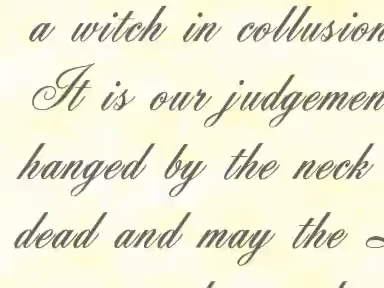 a witch in collusion
It is our judgemen
hanged by the neck
dead and may the